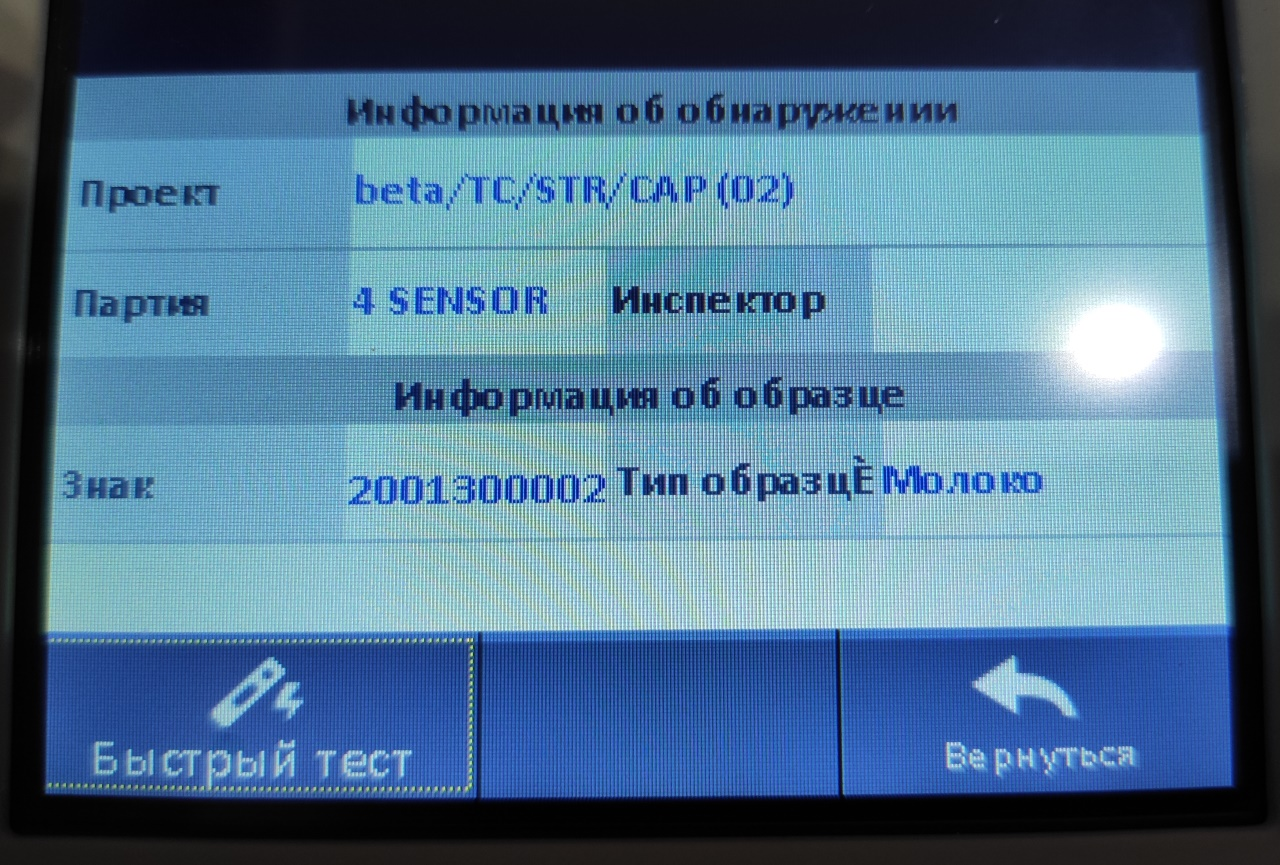 Информация об обнаружении
Проект beta/TC/STR/CAP (02)
Партия 4 SENSOR Инспектор
Информация об образце
Знак 2001300002 Тип образцѐ Молоко
Быстрый тест
Вернуться